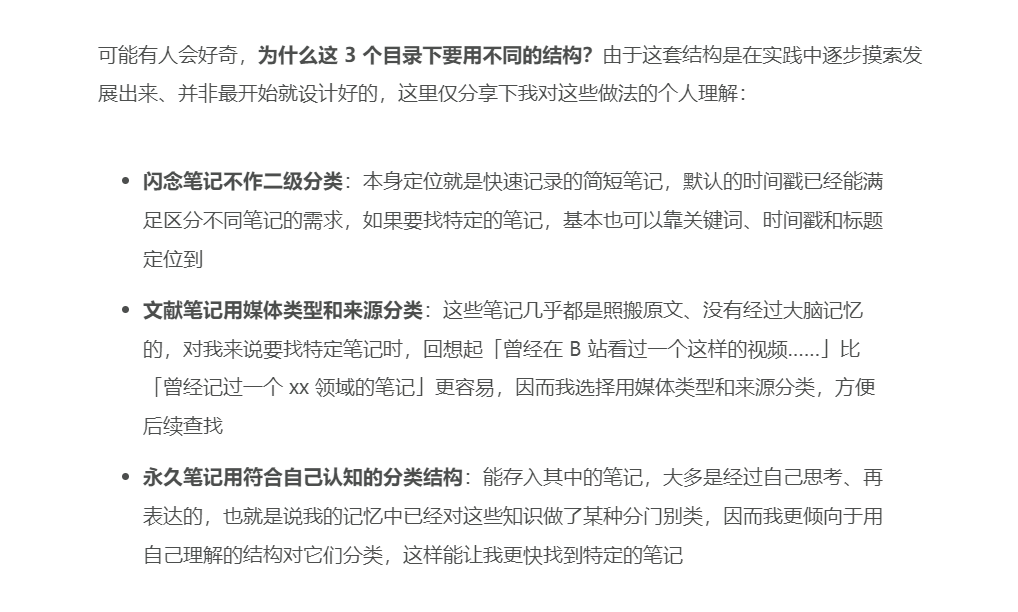 可能有人会好奇，为什么这 3 个目录下要用不同的结构？由于这套结构是在实践中逐步摸索发
展出来、并非最开始就设计好的，这里仅分享下我对这些做法的个人理解：
• 闪念笔记不作二级分类：本身定位就是快速记录的简短笔记，默认的时间戳已经能满
足区分不同笔记的需求，如果要找特定的笔记，基本也可以靠关键词、时间戳和标题
定位到
• 文献笔记用媒体类型和来源分类：这些笔记几乎都是照搬原文、没有经过大脑记忆
的，对我来说要找特定笔记时，回想起「曾经在 B 站看过一个这样的视频……」比
「曾经记过一个 xx 领域的笔记」更容易，因而我选择用媒体类型和来源分类，方便
后续查找
• 永久笔记用符合自己认知的分类结构：能存入其中的笔记，大多是经过自己思考、再
表达的，也就是说我的记忆中已经对这些知识做了某种分门别类，因而我更倾向于用
自己理解的结构对它们分类，这样能让我更快找到特定的笔记